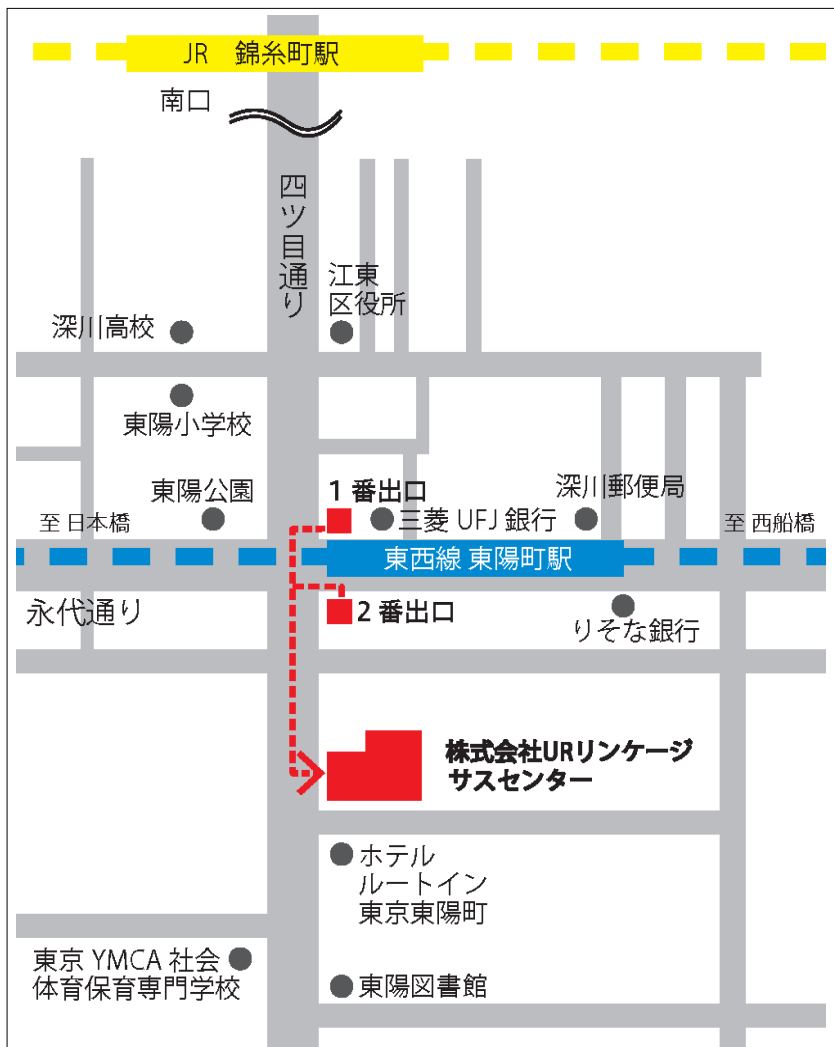 JR 錦糸町駅
南口
四ツ目通り
江東
区役所
深川高校
東陽小学校
東陽公園
1番出口
深川郵便局
三菱 UFJ 銀行
至 日本橋
至 西船橋
東西線 東陽町駅
永代通り
2番出口
りそな銀行
株式会社URリンケージ
サスセンター
ホテル
ルートイン
東京東陽町
東京 YMCA 社会
体育保育専門学校
東陽図書館